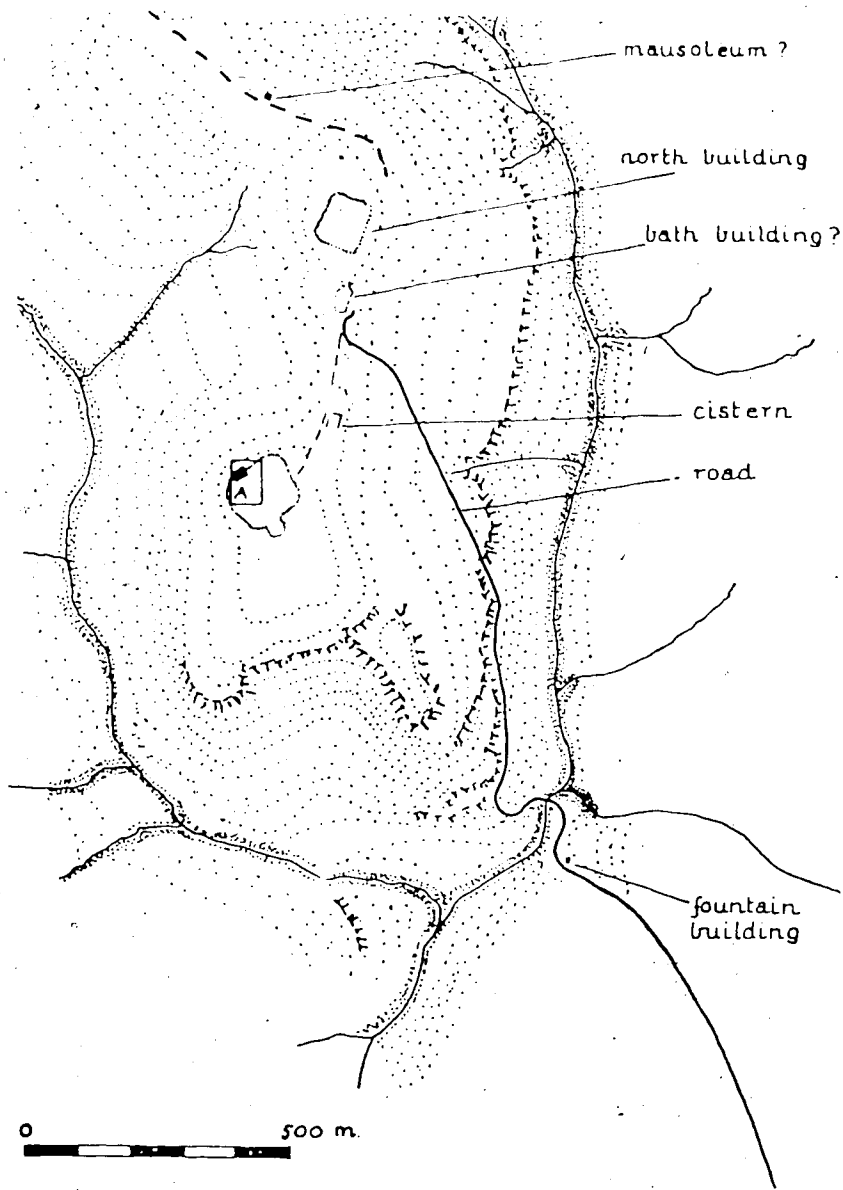 mausoleum ?
north building
bath building ?
cistern
road
A
fountain
building
0 500 m.